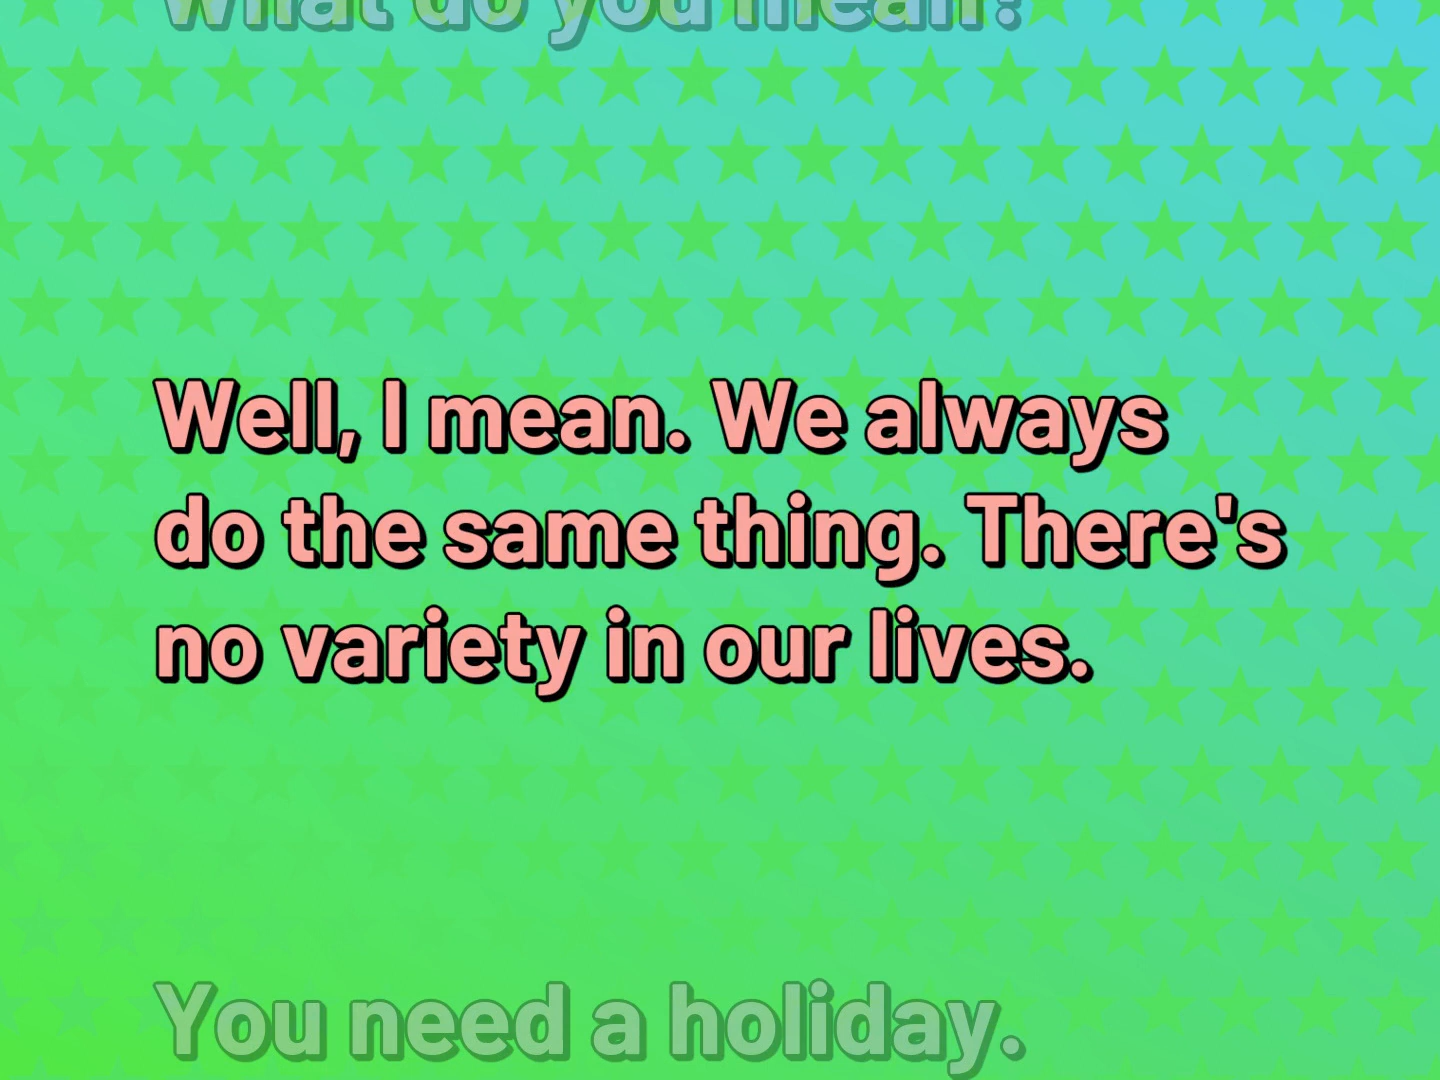 What do you mean?
Well, I mean. We always
do the same thing. There's
no variety in our lives.
You need a holiday.